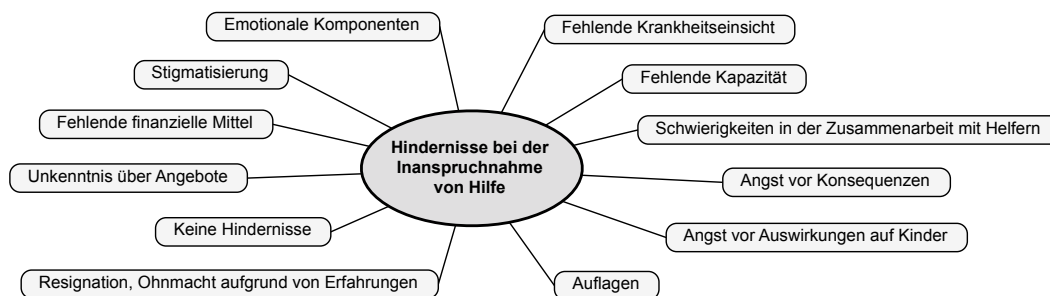 Emotionale Komponenten
Fehlende Krankheitseinsicht
Stigmatisierung
Fehlende Kapazität
Fehlende finanzielle Mittel
Schwierigkeiten in der Zusammenarbeit mit Helfern
Hindernisse bei der
Inanspruchnahme
von Hilfe
Unkenntnis über Angebote
Angst vor Konsequenzen
Keine Hindernisse
Angst vor Auswirkungen auf Kinder
Resignation, Ohnmacht aufgrund von Erfahrungen
Auflagen